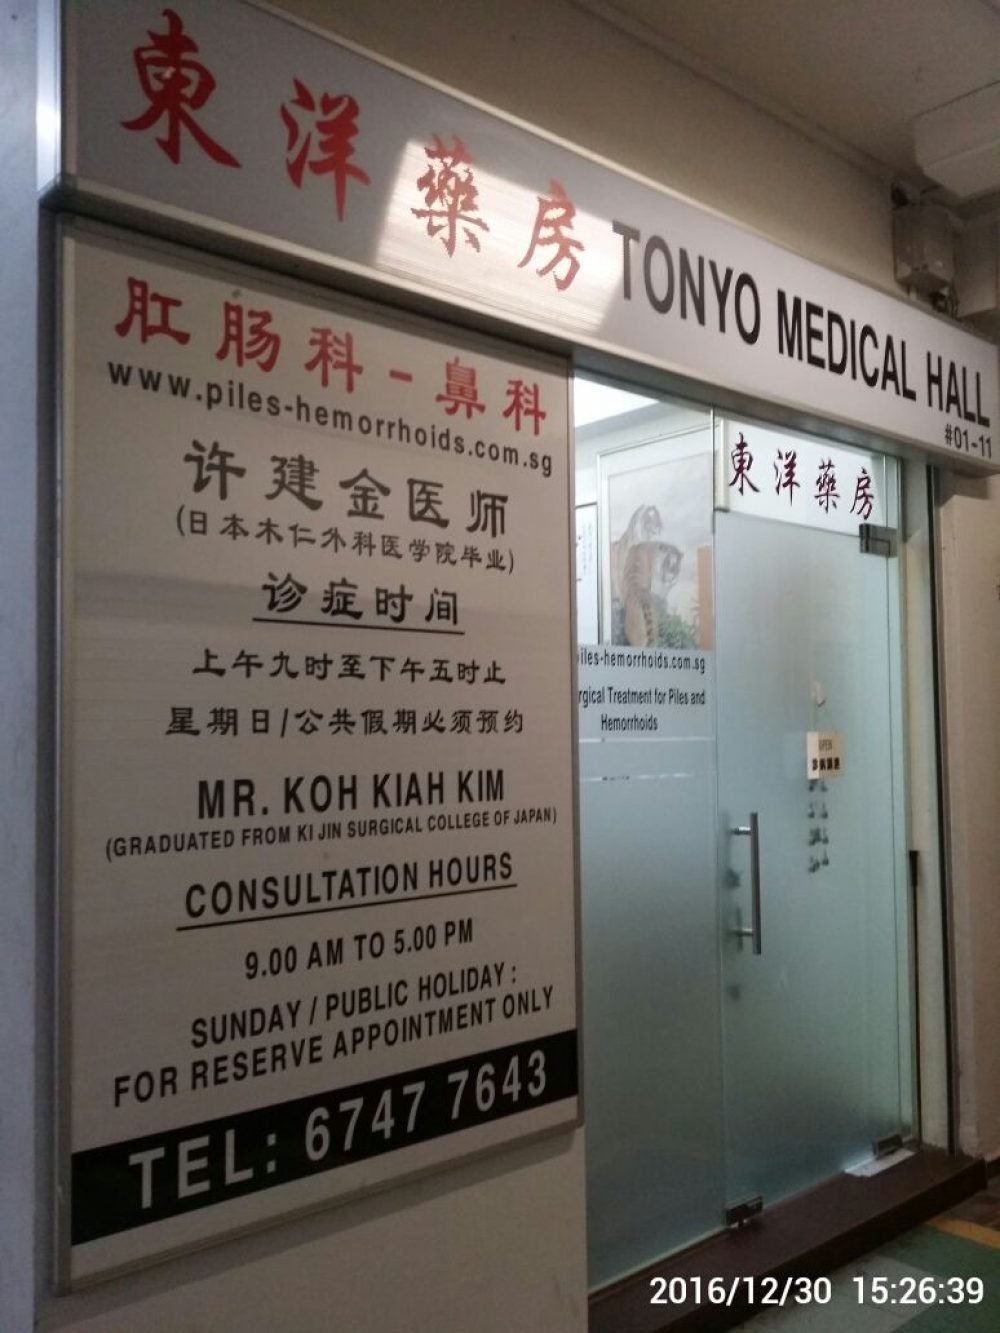 東洋藥房 TONYO MEDICAL HALL
#01-11
肛肠科-鼻科
www.piles-hemorrhoids.com.sg
许建金医师
(日本木仁外科医学院毕业)
诊症时间
上午九时至下午五时止
星期日/公共假期必须预约
MR. KOH KIAH KIM
(GRADUATED FROM KI JIN SURGICAL COLLEGE OF JAPAN)
CONSULTATION HOURS
9.00 AM TO 5.00 PM
SUNDAY / PUBLIC HOLIDAY :
FOR RESERVE APPOINTMENT ONLY
TEL: 6747 7643
東洋藥房
iles-hemorrhoids.com.sg
rgical Treatment for Piles and
Hemorrhoids
OPEN
2016/12/30 15:26:39